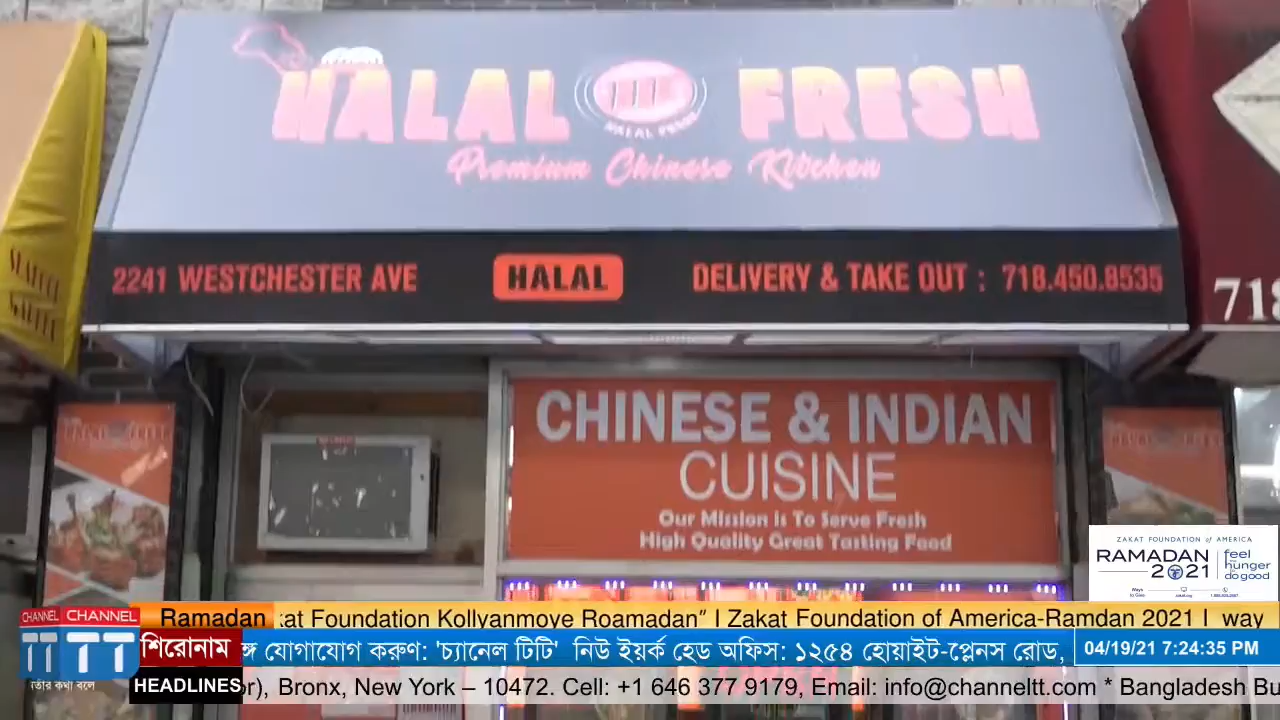 HALAL FRESH
HALAL FRESH
Premium Chinese Kitchen
2241 WESTCHESTER AVE HALAL DELIVERY & TAKE OUT : 718.450.8535
718
CHINESE & INDIAN
CUISINE
Our Mission is To Serve Fresh
High Quality Great Tasting Food
ZAKAT FOUNDATION of AMERICA
RAMADAN 2021
feel hunger do good
CHANNEL CHANNEL
TT TT
Ramadan :at Foundation Kollyanmoye Roamadan" l Zakat Foundation of America-Ramdan 2021 l way
শিরোনাম ঙ্গে যোগাযোগ করুণ: 'চ্যানেল টিটি' নিউ ইয়র্ক হেড অফিস: ১২৫৪ হোয়াইট-প্লেনস রোড, 04/19/21 7:24:35 PM
HEADLINES or), Bronx, New York – 10472. Cell: +1 646 377 9179, Email: info@channeltt.com * Bangladesh Bu